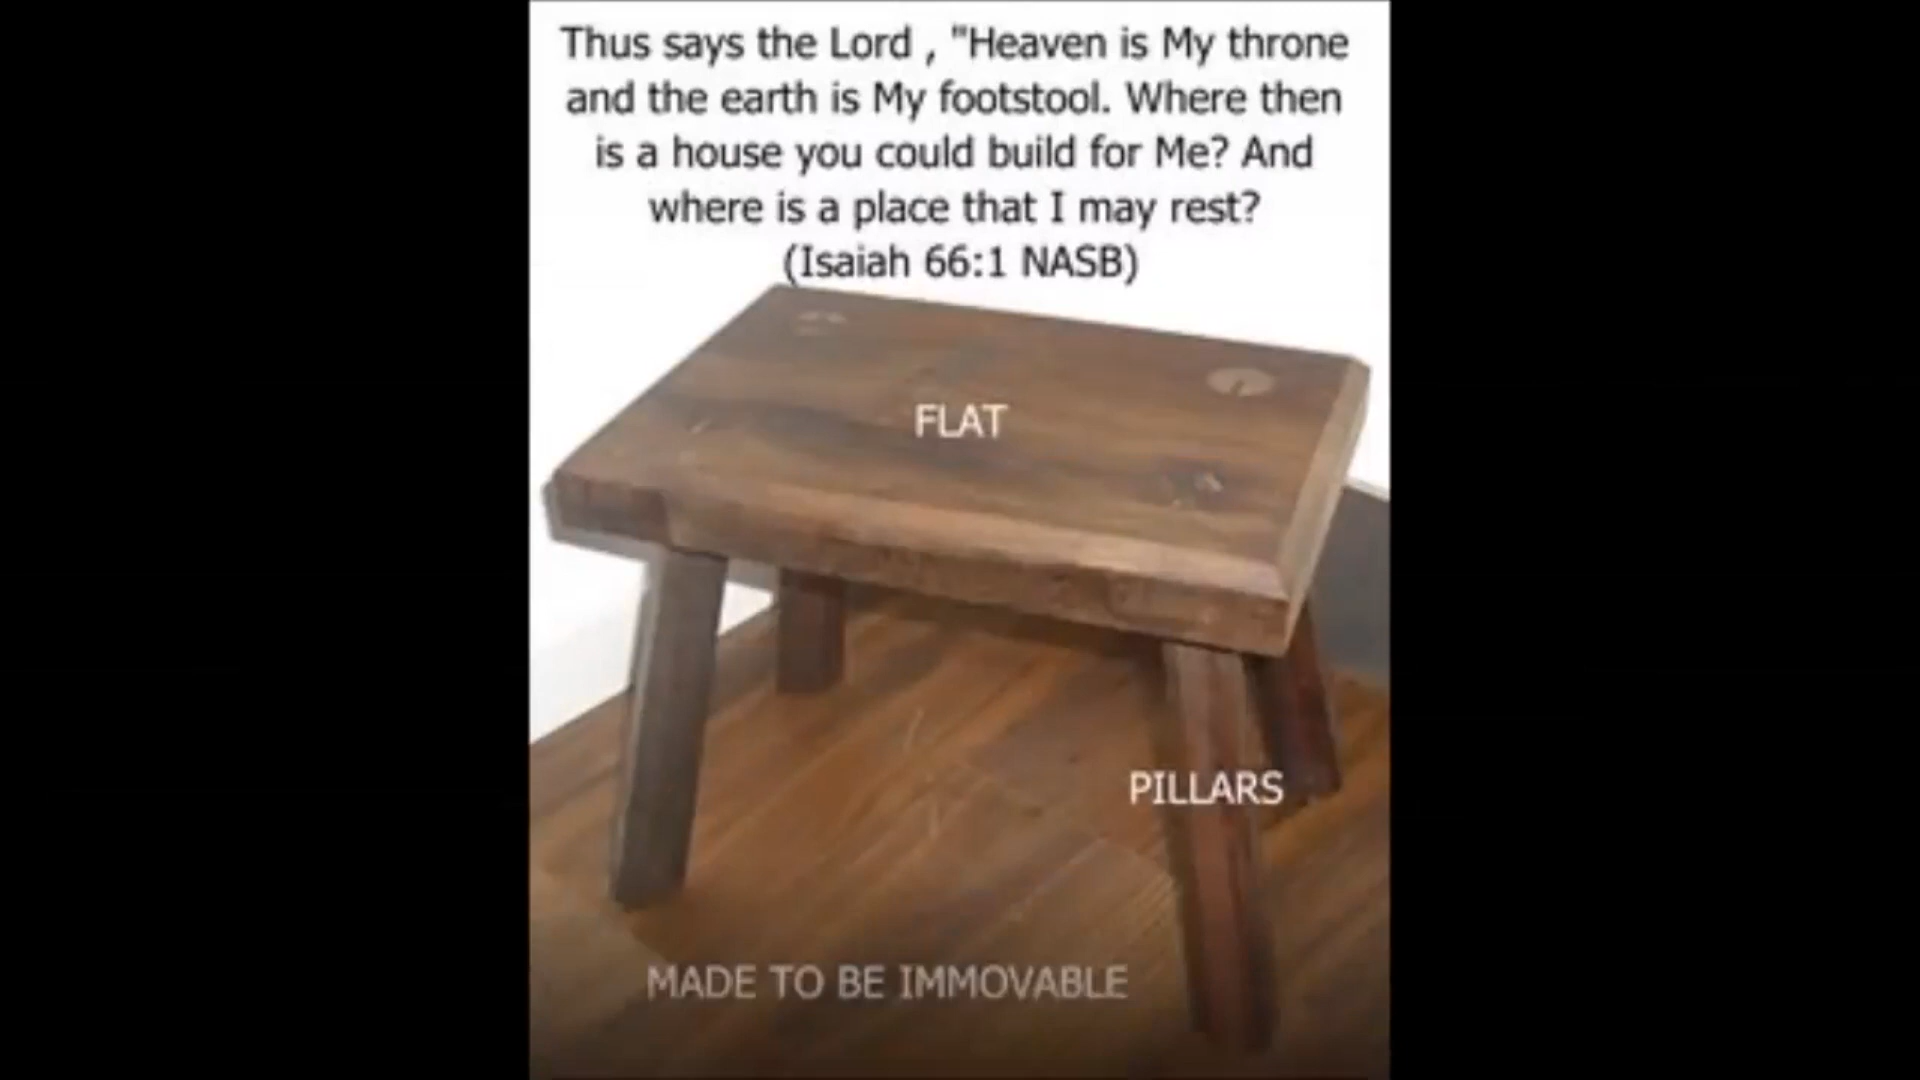 Thus says the Lord , "Heaven is My throne
and the earth is My footstool. Where then
is a house you could build for Me? And
where is a place that I may rest?
(Isaiah 66:1 NASB)
FLAT
PILLARS
MADE TO BE IMMOVABLE